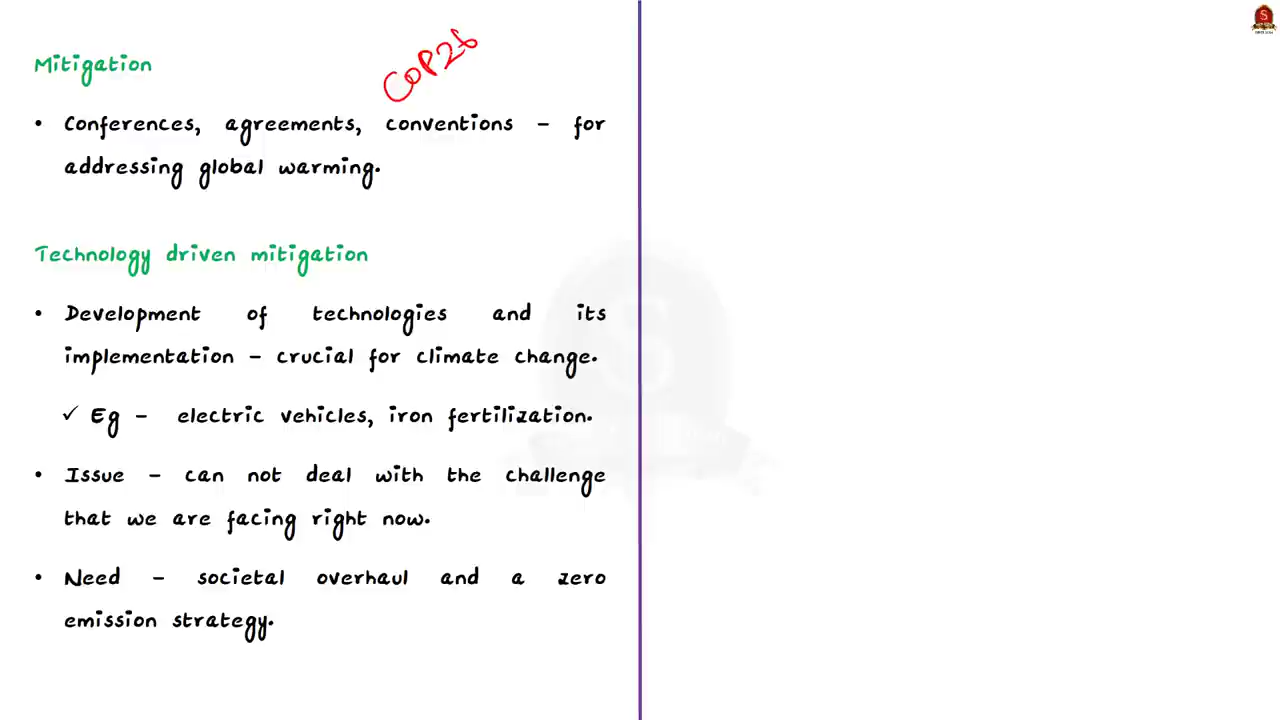 Mitigation
COP26
• Conferences, agreements, conventions – for
addressing global warming.
Technology driven mitigation
• Development of technologies and its
implementation – crucial for climate change.
✓ Eg – electric vehicles, iron fertilization.
• Issue – can not deal with the challenge
that we are facing right now.
• Need – societal overhaul and a zero
emission strategy.
S